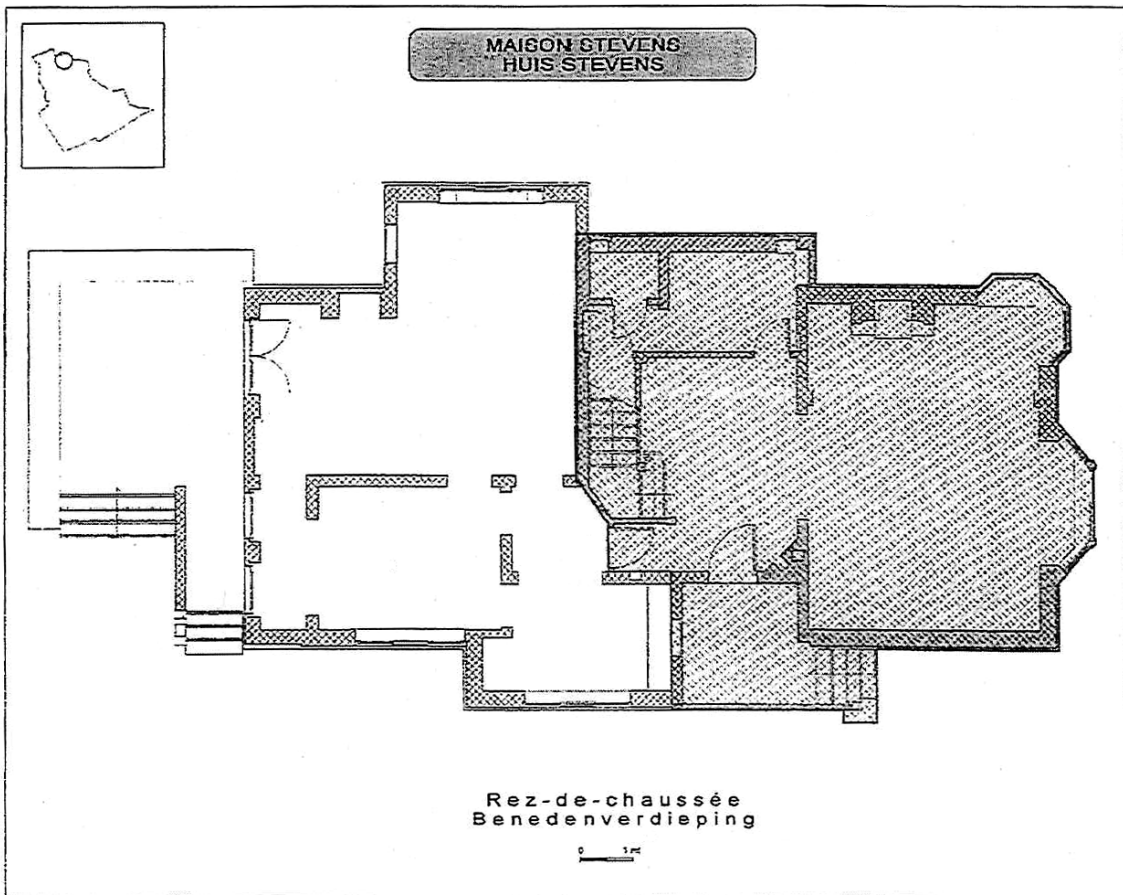 MAISON STEVENS
HUIS STEVENS
Rez-de-chaussée
Benedenverdieping
0